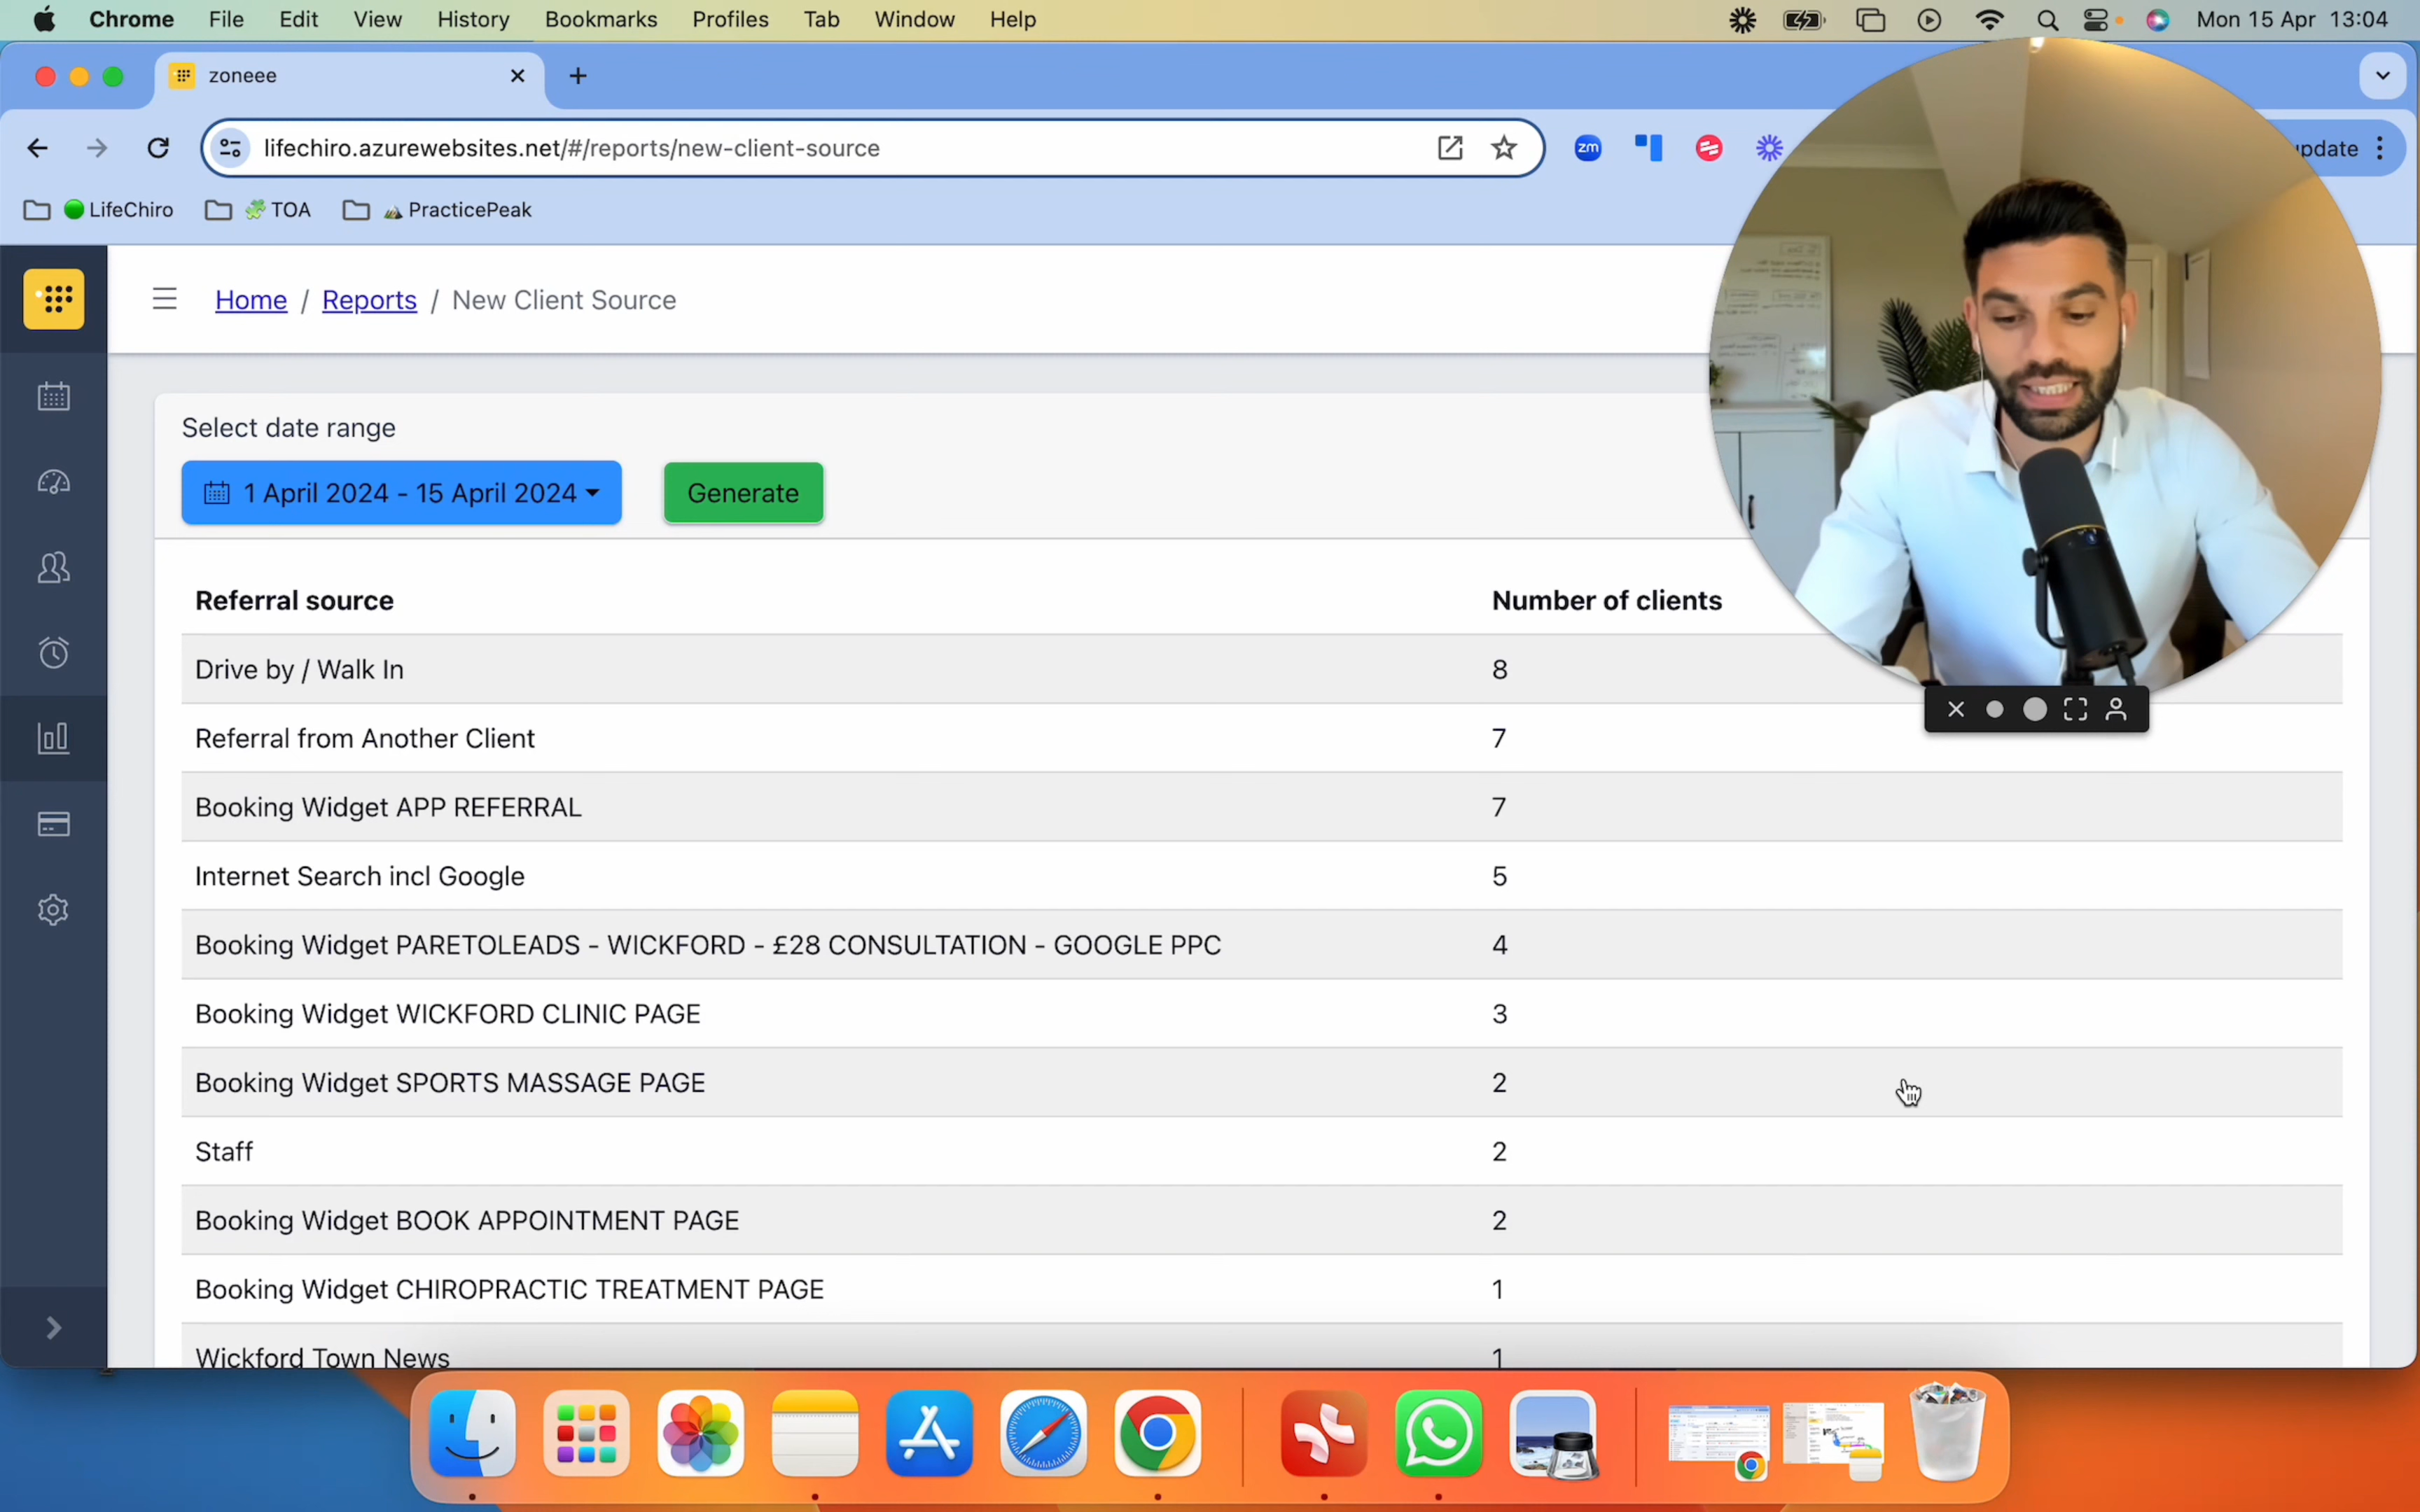 Chrome File Edit View History Bookmarks Profiles Tab Window Help Mon 15 Apr 13:04
zoneee
lifechiro.azurewebsites.net/#/reports/new-client-source zm update
LifeChiro TOA PracticePeak
Home / Reports / New Client Source
Select date range
1 April 2024 - 15 April 2024 Generate
Referral source Number of clients
Drive by / Walk In 8
Referral from Another Client 7
Booking Widget APP REFERRAL 7
Internet Search incl Google 5
Booking Widget PARETOLEADS - WICKFORD - £28 CONSULTATION - GOOGLE PPC 4
Booking Widget WICKFORD CLINIC PAGE 3
Booking Widget SPORTS MASSAGE PAGE 2
Staff 2
Booking Widget BOOK APPOINTMENT PAGE 2
Booking Widget CHIROPRACTIC TREATMENT PAGE 1
Wickford Town News 1